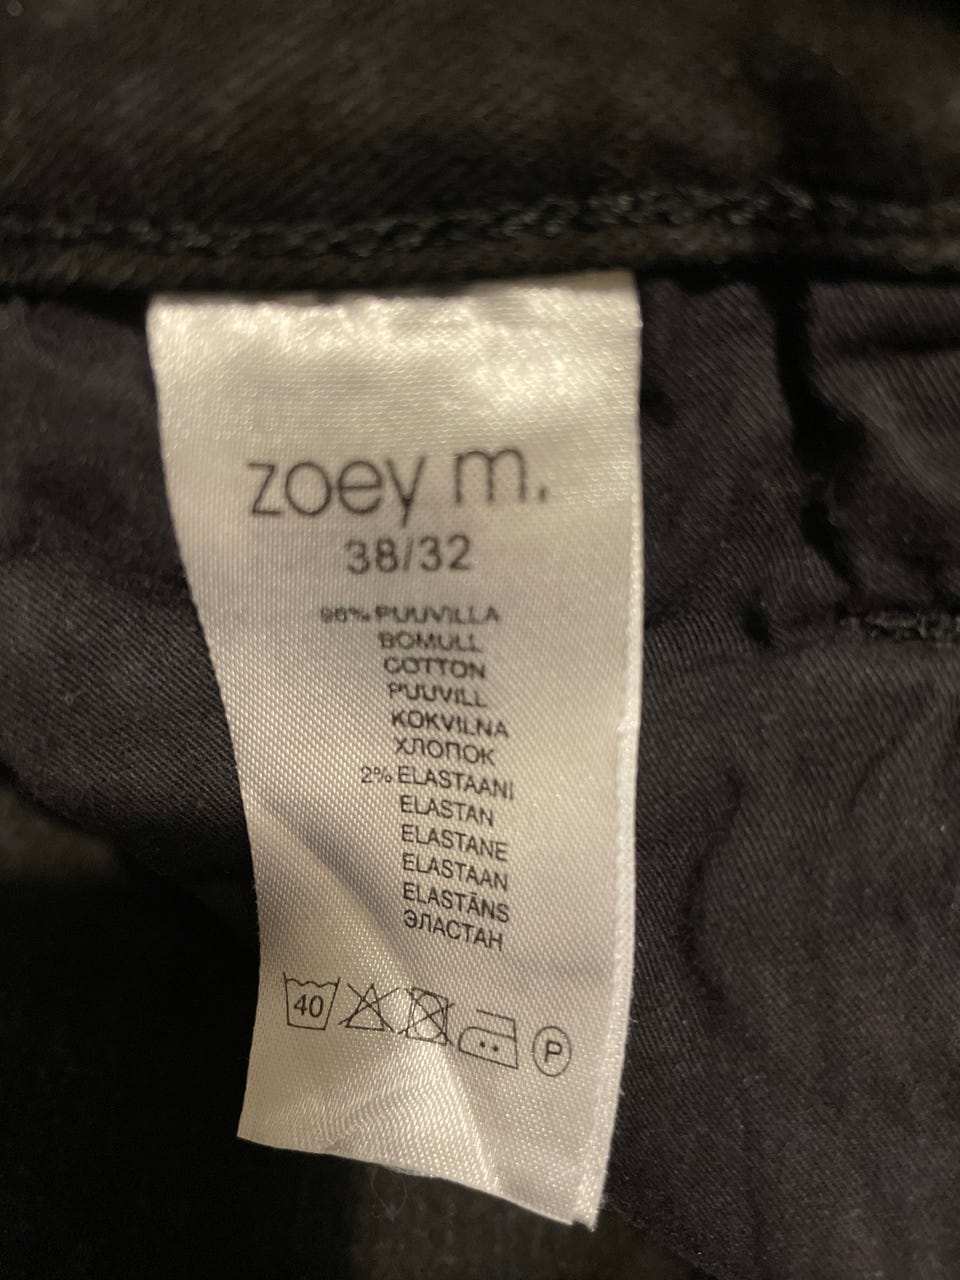 zoey m.
38/32
98% PUUVILLA
BOMULL
COTTON
PUUVILL
KOKVILNA
ХЛОПОК
2% ELASTAANI
ELASTAN
ELASTANE
ELASTAAN
ELASTĀNS
ЭЛАСТАН
40
P